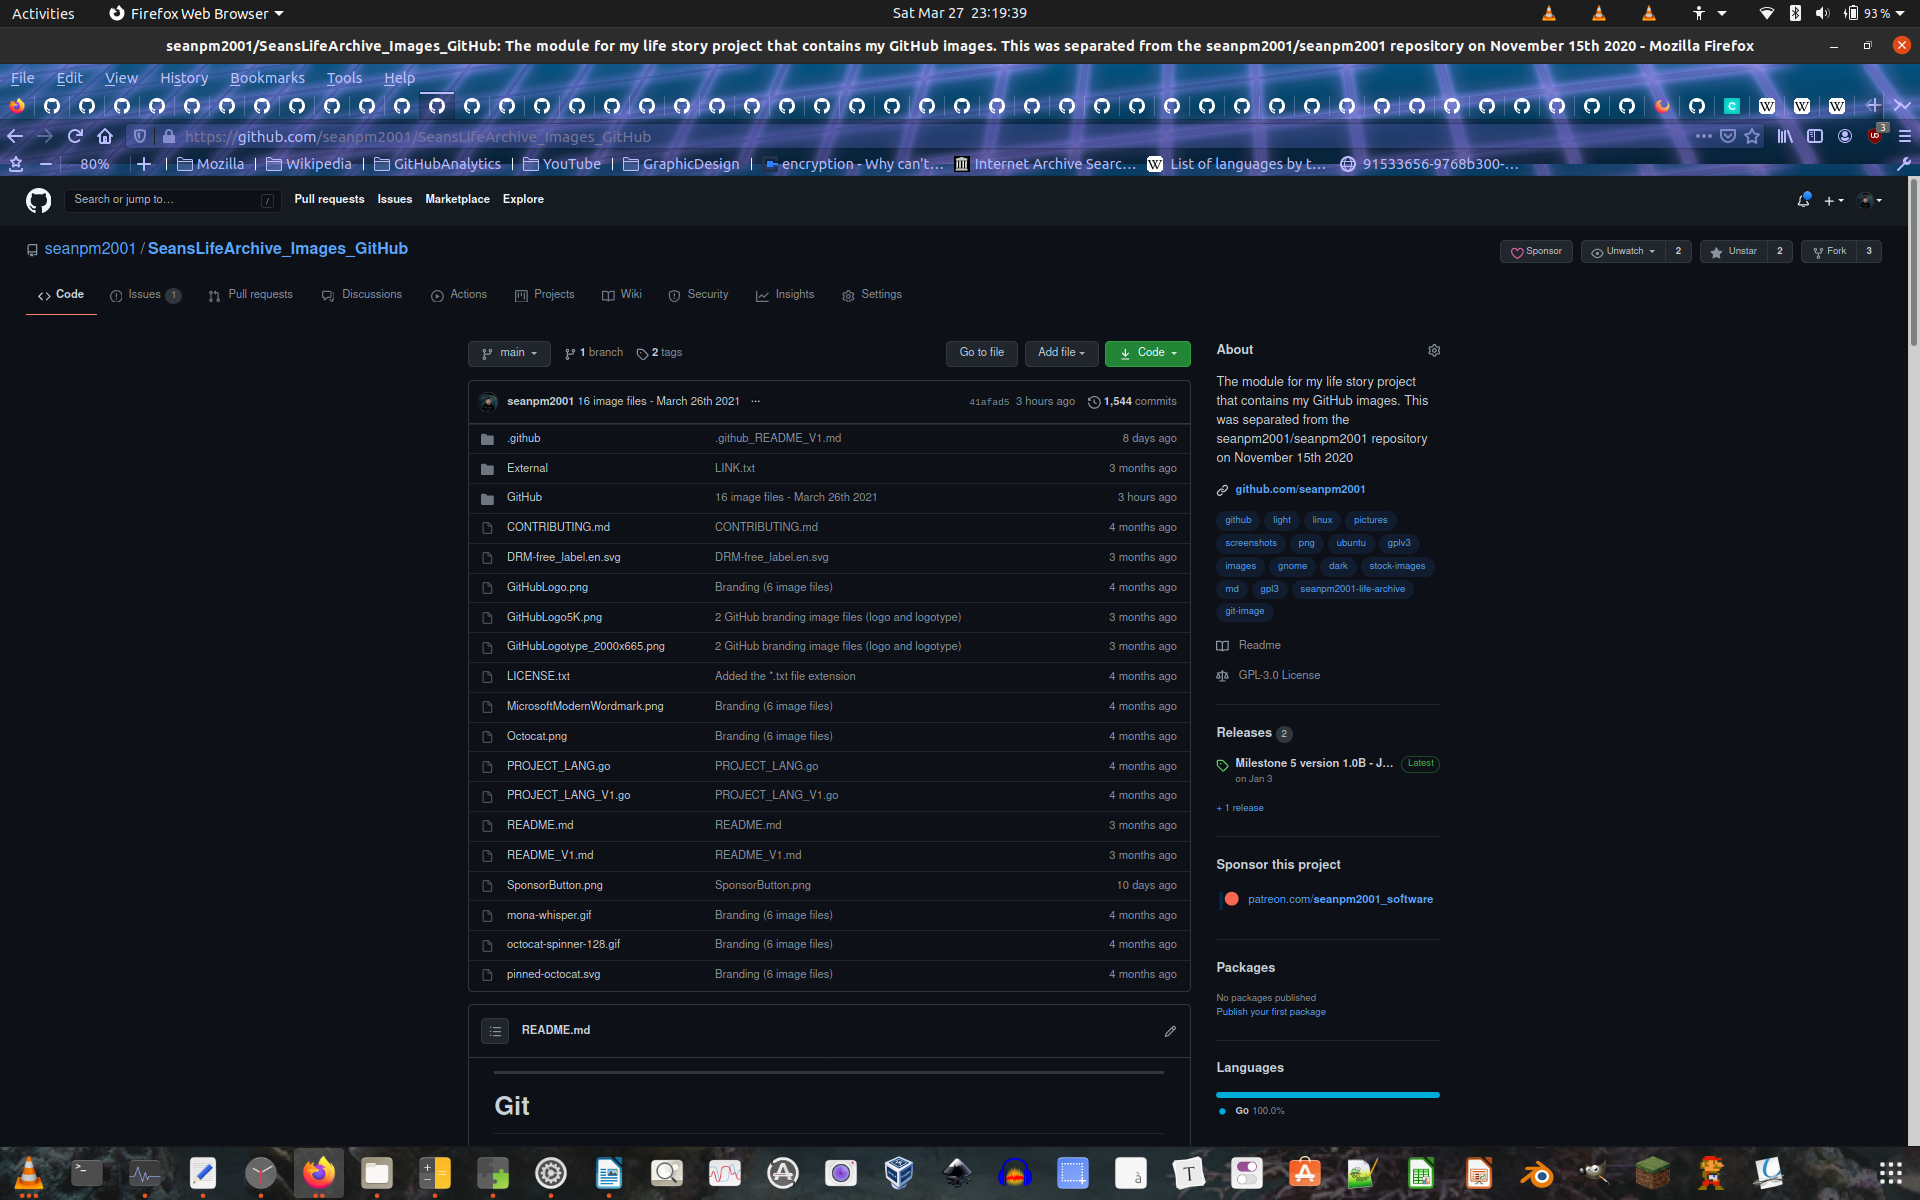 Activities Firefox Web Browser Sat Mar 27 23:19:39 93 %
seanpm2001/SeansLifeArchive_Images_GitHub: The module for my life story project that contains my GitHub images. This was separated from the seanpm2001/seanpm2001 repository on November 15th 2020 - Mozilla Firefox
File Edit View History Bookmarks Tools Help
https://github.com/seanpm2001/SeansLifeArchive_Images_GitHub 3
80% Mozilla Wikipedia GitHubAnalytics YouTube GraphicDesign encryption - Why can't… Internet Archive Searc… List of languages by t… 91533656-9768b300-…
Search or jump to… / Pull requests Issues Marketplace Explore
seanpm2001 / SeansLifeArchive_Images_GitHub Sponsor Unwatch 2 Unstar 2 Fork 3
Code Issues 1 Pull requests Discussions Actions Projects Wiki Security Insights Settings
main 1 branch 2 tags Go to file Add file Code
seanpm2001 16 image files - March 26th 2021 ... 41afad5 3 hours ago 1,544 commits
.github .github_README_V1.md 8 days ago
External LINK.txt 3 months ago
GitHub 16 image files - March 26th 2021 3 hours ago
CONTRIBUTING.md CONTRIBUTING.md 4 months ago
DRM-free_label.en.svg DRM-free_label.en.svg 3 months ago
GitHubLogo.png Branding (6 image files) 4 months ago
GitHubLogo5K.png 2 GitHub branding image files (logo and logotype) 3 months ago
GitHubLogotype_2000x665.png 2 GitHub branding image files (logo and logotype) 3 months ago
LICENSE.txt Added the *.txt file extension 4 months ago
MicrosoftModernWordmark.png Branding (6 image files) 4 months ago
Octocat.png Branding (6 image files) 4 months ago
PROJECT_LANG.go PROJECT_LANG.go 4 months ago
PROJECT_LANG_V1.go PROJECT_LANG_V1.go 4 months ago
README.md README.md 3 months ago
README_V1.md README_V1.md 3 months ago
SponsorButton.png SponsorButton.png 10 days ago
mona-whisper.gif Branding (6 image files) 4 months ago
octocat-spinner-128.gif Branding (6 image files) 4 months ago
pinned-octocat.svg Branding (6 image files) 4 months ago
README.md
Git
About
The module for my life story project
that contains my GitHub images. This
was separated from the
seanpm2001/seanpm2001 repository
on November 15th 2020
github.com/seanpm2001
github light linux pictures
screenshots png ubuntu gplv3
images gnome dark stock-images
md gpl3 seanpm2001-life-archive
git-image
Readme
GPL-3.0 License
Releases 2
Milestone 5 version 1.0B - J... Latest
on Jan 3
+ 1 release
Sponsor this project
patreon.com/seanpm2001_software
Packages
No packages published
Publish your first package
Languages
Go 100.0%